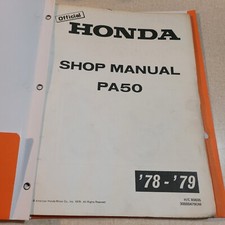 Official
HONDA
SHOP MANUAL
PA50
'78 - '79